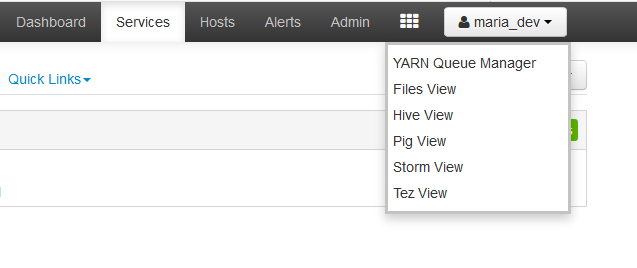 Dashboard Services Hosts Alerts Admin maria_dev
Quick Links
YARN Queue Manager
Files View
Hive View
Pig View
Storm View
Tez View